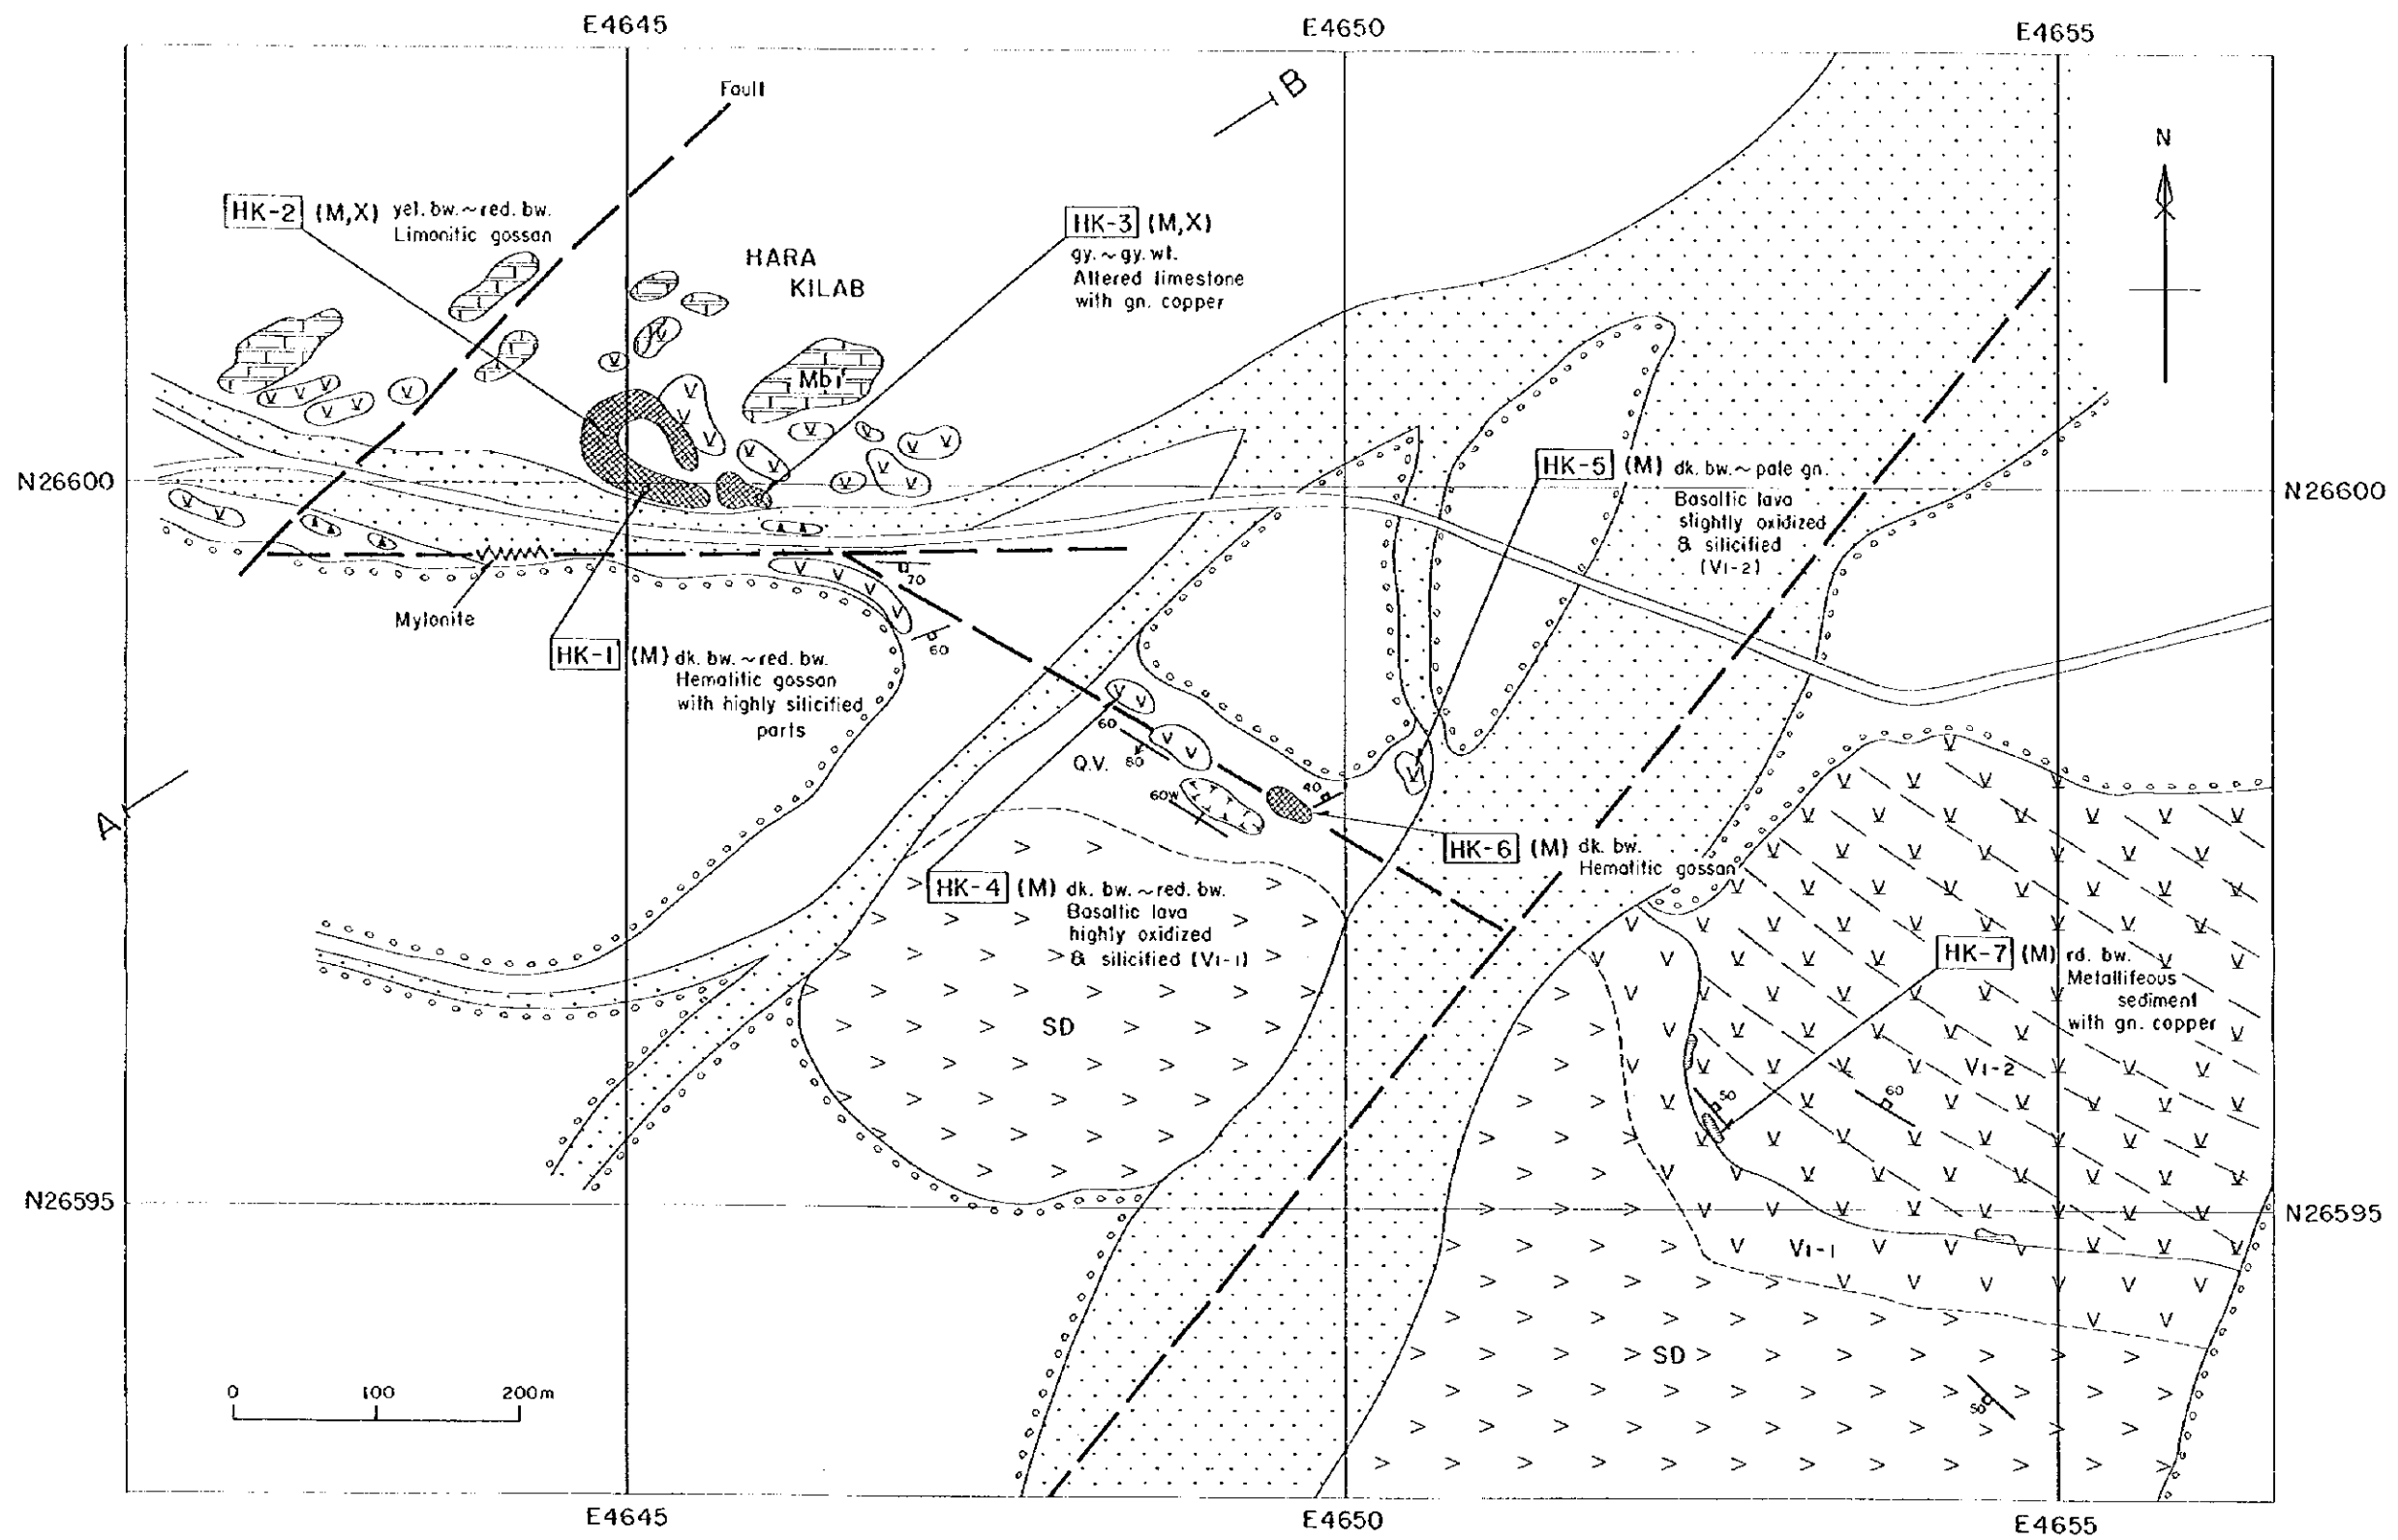 E4645
E4650
E4655
Fault
B
N
HK-2 (M,X) yel. bw.~red. bw.
Limonitic gossan
HK-3 (M,X)
gy.~gy. wt.
Altered limestone
with gn. copper
HARA
KILAB
Mbif
N26600
N26600
HK-5 (M) dk. bw.~pale gn.
Basaltic lava
slightly oxidized
& silicified
(V1-2)
70
60
Mylonite
HK-1 (M) dk. bw.~red. bw.
Hematitic gossan
with highly silicified
parts
60
Q.V. 80
60W
40
A
HK-6 (M) dk. bw.
Hematitic gossan
HK-4 (M) dk. bw.~red. bw.
Basaltic lava
highly oxidized
& silicified (V1-1)
HK-7 (M) rd. bw.
Metallifeous
sediment
with gn. copper
SD
V1-2
50
60
N26595
N26595
V1-1
SD
50
0 100 200m
E4645
E4650
E4655